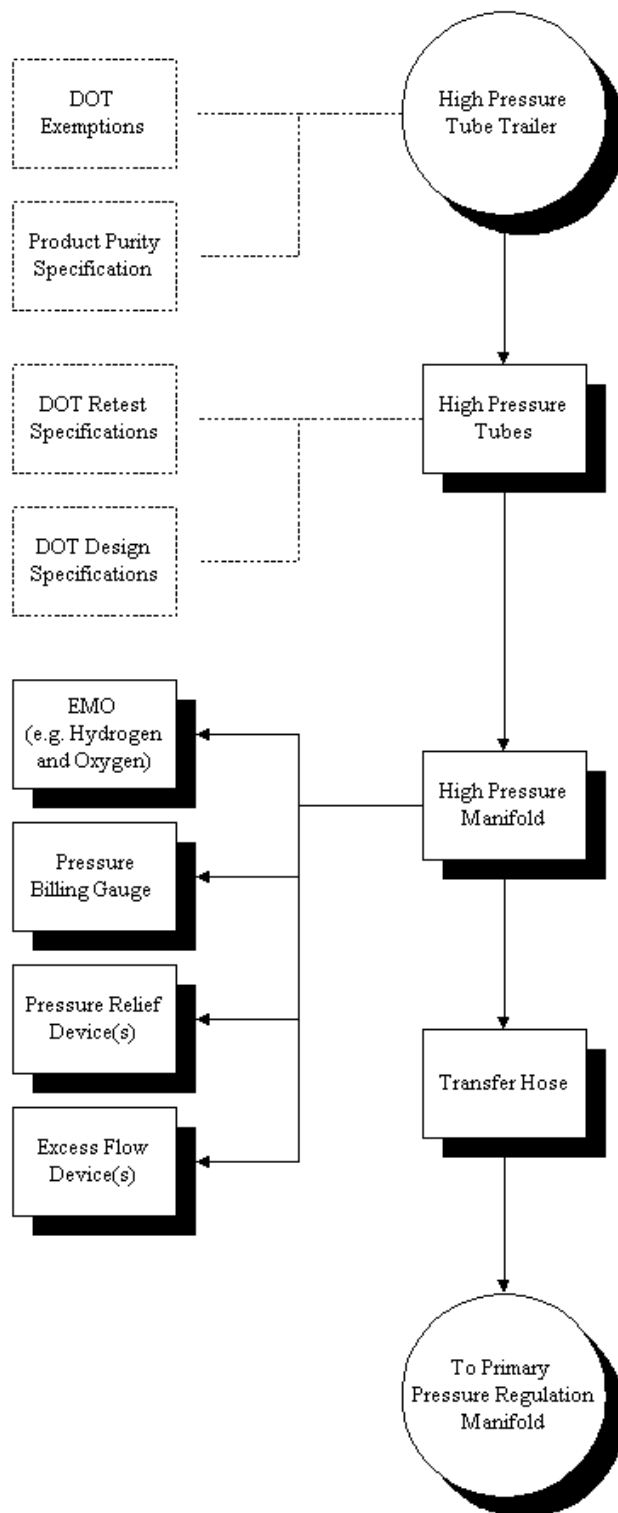 DOT
Exemptions
High Pressure
Tube Trailer
Product Purity
Specification
DOT Retest
Specifications
High Pressure
Tubes
DOT Design
Specifications
EMO
(e.g. Hydrogen
and Oxygen)
High Pressure
Manifold
Pressure
Billing Gauge
Pressure Relief
Device(s)
Transfer Hose
Excess Flow
Device(s)
To Primary
Pressure Regulation
Manifold